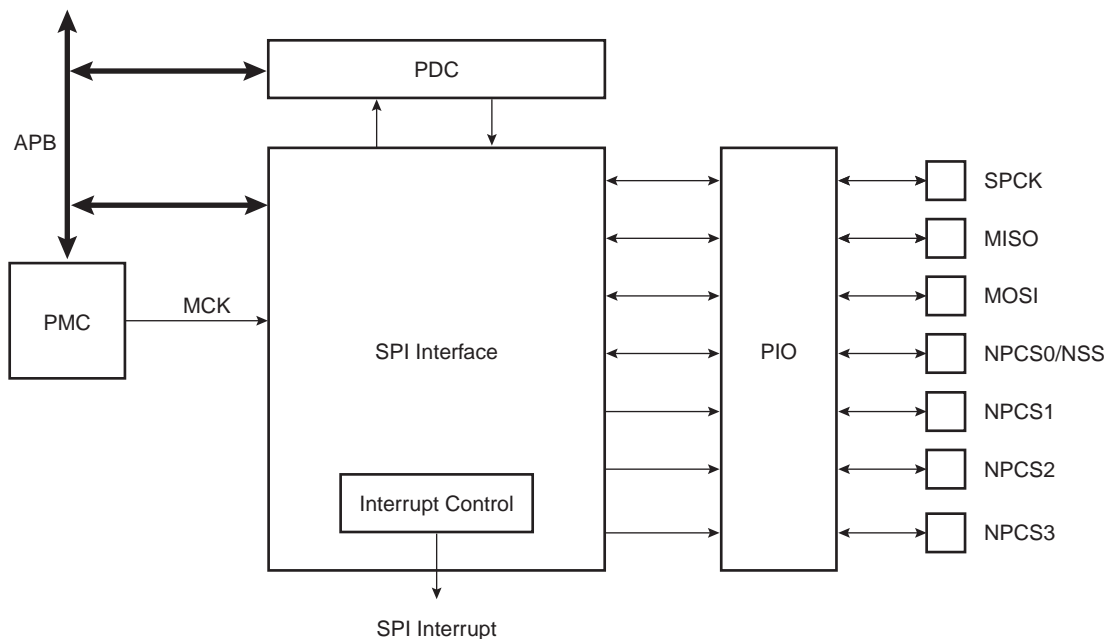 PDC
APB
SPCK
MISO
MOSI
MCK
PMC
SPI Interface
PIO
NPCS0/NSS
NPCS1
NPCS2
Interrupt Control
NPCS3
SPI Interrupt